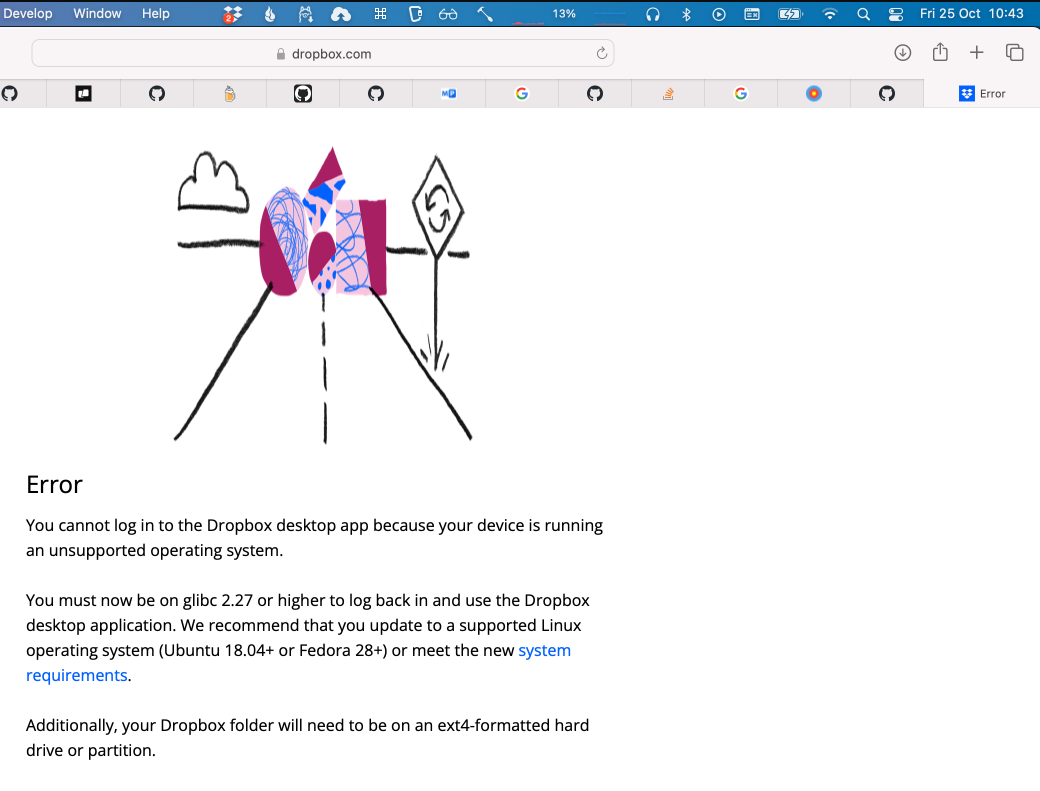 Develop Window Help 2 13% Fri 25 Oct 10:43
dropbox.com
MP G G Error
Error
You cannot log in to the Dropbox desktop app because your device is running
an unsupported operating system.
You must now be on glibc 2.27 or higher to log back in and use the Dropbox
desktop application. We recommend that you update to a supported Linux
operating system (Ubuntu 18.04+ or Fedora 28+) or meet the new system
requirements.
Additionally, your Dropbox folder will need to be on an ext4-formatted hard
drive or partition.